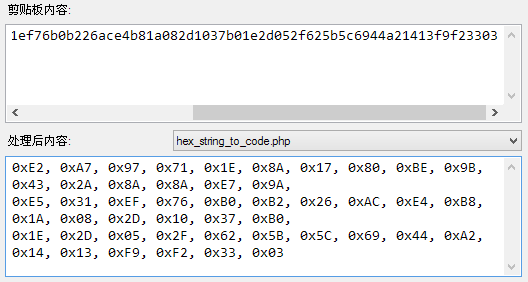 剪贴板内容:
1ef76b0b226ace4b81a082d1037b01e2d052f625b5c6944a21413f9f23303
处理后内容:
hex_string_to_code.php
0xE2, 0xA7, 0x97, 0x71, 0x1E, 0x8A, 0x17, 0x80, 0xBE, 0x9B,
0x43, 0x2A, 0x8A, 0x8A, 0xE7, 0x9A,
0xE5, 0x31, 0xEF, 0x76, 0xB0, 0xB2, 0x26, 0xAC, 0xE4, 0xB8,
0x1A, 0x08, 0x2D, 0x10, 0x37, 0xB0,
0x1E, 0x2D, 0x05, 0x2F, 0x62, 0x5B, 0x5C, 0x69, 0x44, 0xA2,
0x14, 0x13, 0xF9, 0xF2, 0x33, 0x03